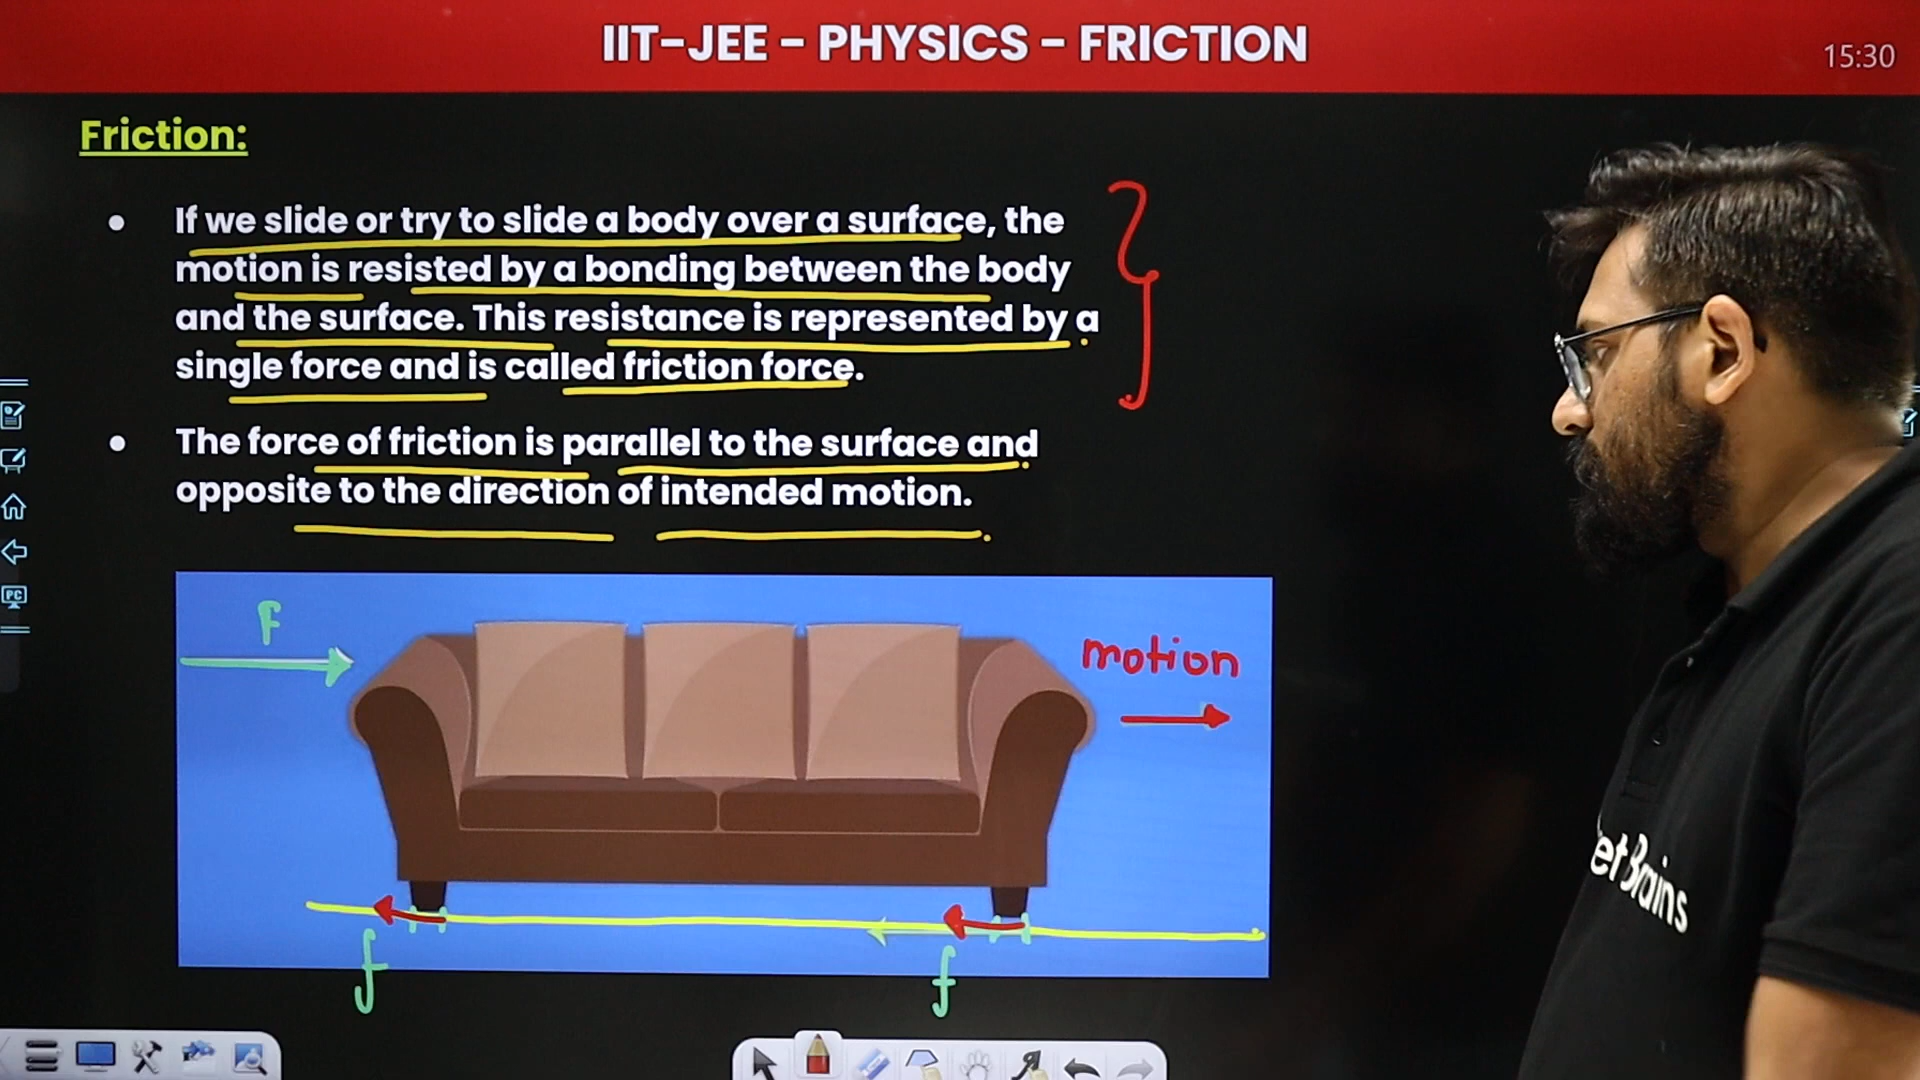 IIT-JEE - PHYSICS - FRICTION
15:30
Friction:
• If we slide or try to slide a body over a surface, the
motion is resisted by a bonding between the body
and the surface. This resistance is represented by a
single force and is called friction force.
• The force of friction is parallel to the surface and
opposite to the direction of intended motion.
F
motion
f
f
PC
et Brains